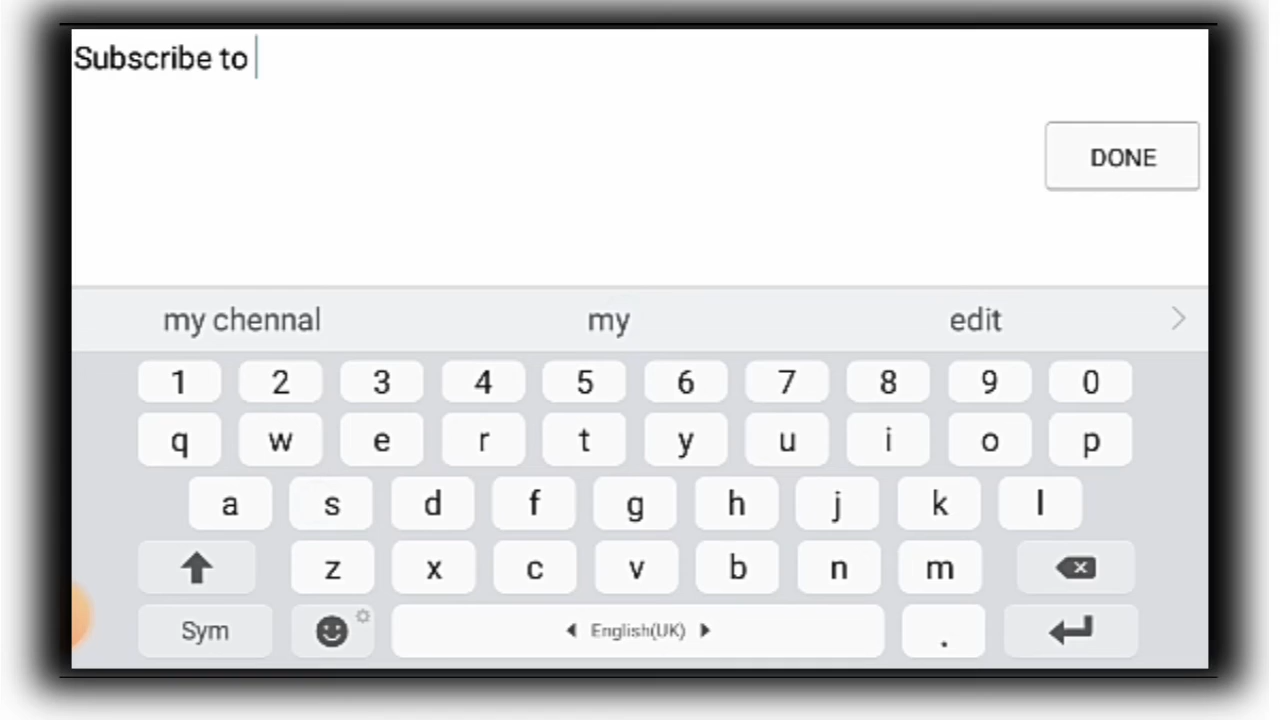 Subscribe to
DONE
my chennal my edit
1 2 3 4 5 6 7 8 9 0
q w e r t y u i o p
a s d f g h j k l
z x c v b n m
Sym English(UK) .